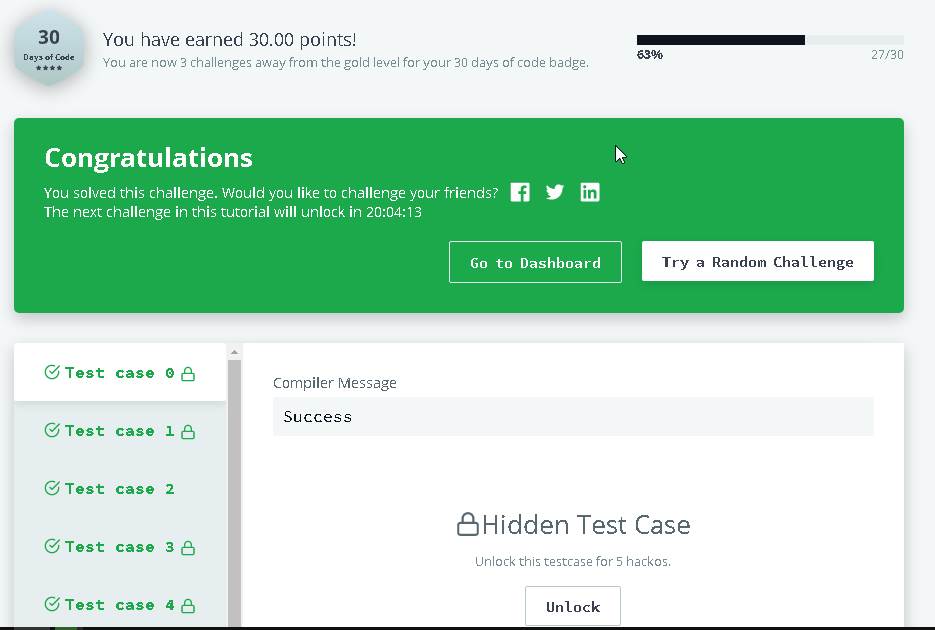 30
Days of Code
You have earned 30.00 points!
You are now 3 challenges away from the gold level for your 30 days of code badge.
63%
27/30
Congratulations
You solved this challenge. Would you like to challenge your friends?
The next challenge in this tutorial will unlock in 20:04:13
Go to Dashboard
Try a Random Challenge
Test case 0
Test case 1
Test case 2
Test case 3
Test case 4
Compiler Message
Success
Hidden Test Case
Unlock this testcase for 5 hackos.
Unlock